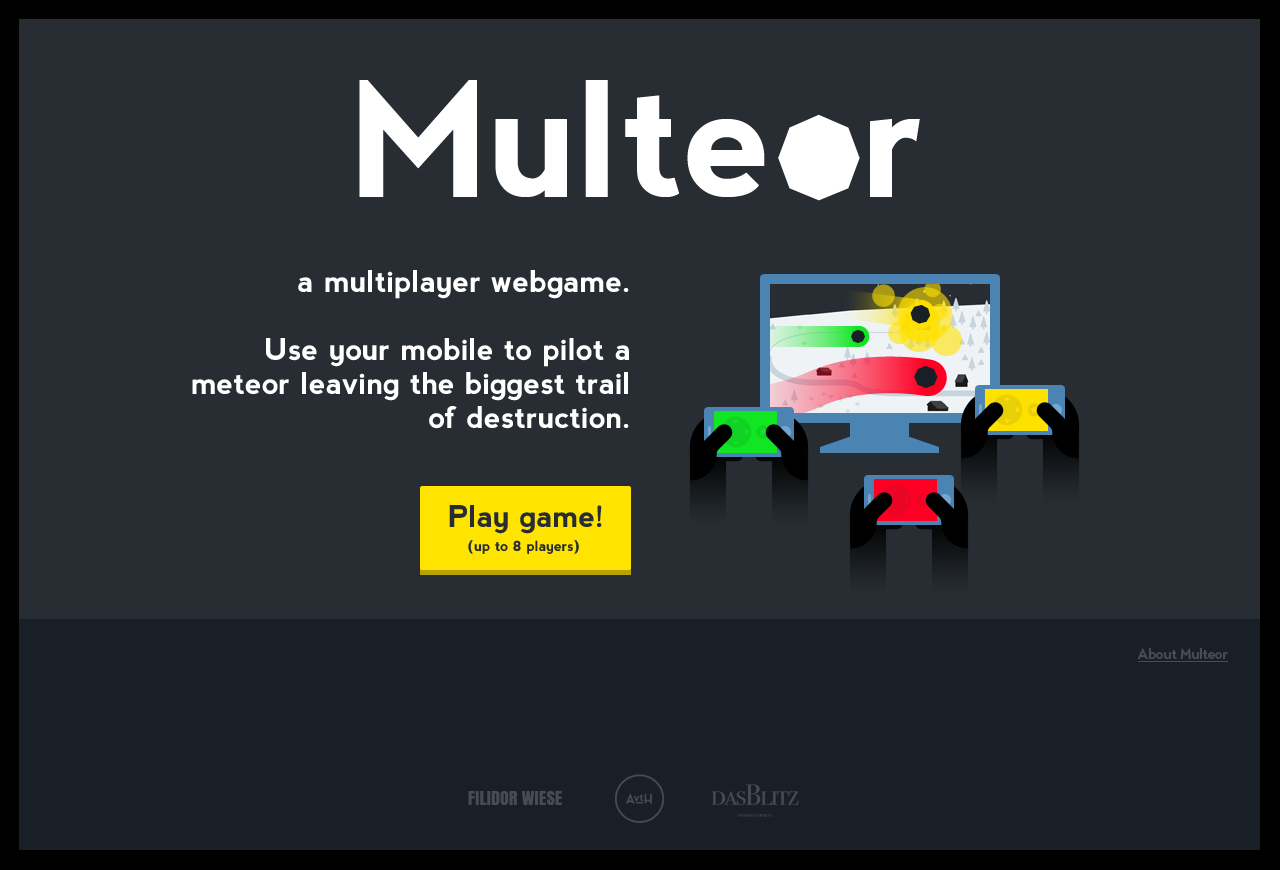 Multeor
a multiplayer webgame.
Use your mobile to pilot a
meteor leaving the biggest trail
of destruction.
Play game!
(up to 8 players)
About Multeor
FILIDOR WIESE
AvtH
DASBLITZ